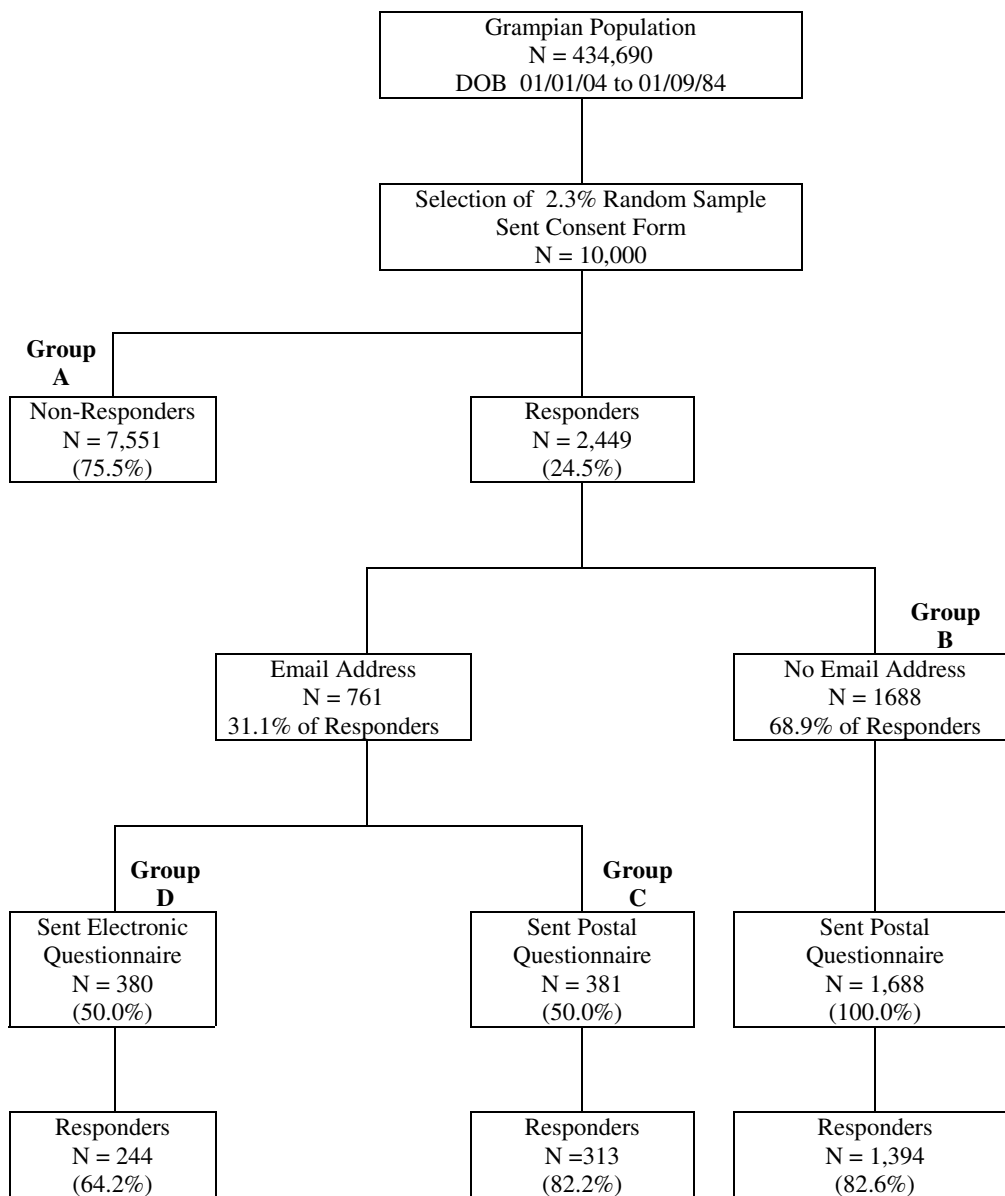 Grampian Population
N = 434,690
DOB 01/01/04 to 01/09/84
Selection of 2.3% Random Sample
Sent Consent Form
N = 10,000
Group
A
Non-Responders
N = 7,551
(75.5%)
Responders
N = 2,449
(24.5%)
Email Address
N = 761
31.1% of Responders
Group
B
No Email Address
N = 1688
68.9% of Responders
Group
D
Sent Electronic
Questionnaire
N = 380
(50.0%)
Group
C
Sent Postal
Questionnaire
N = 381
(50.0%)
Sent Postal
Questionnaire
N = 1,688
(100.0%)
Responders
N = 244
(64.2%)
Responders
N =313
(82.2%)
Responders
N = 1,394
(82.6%)